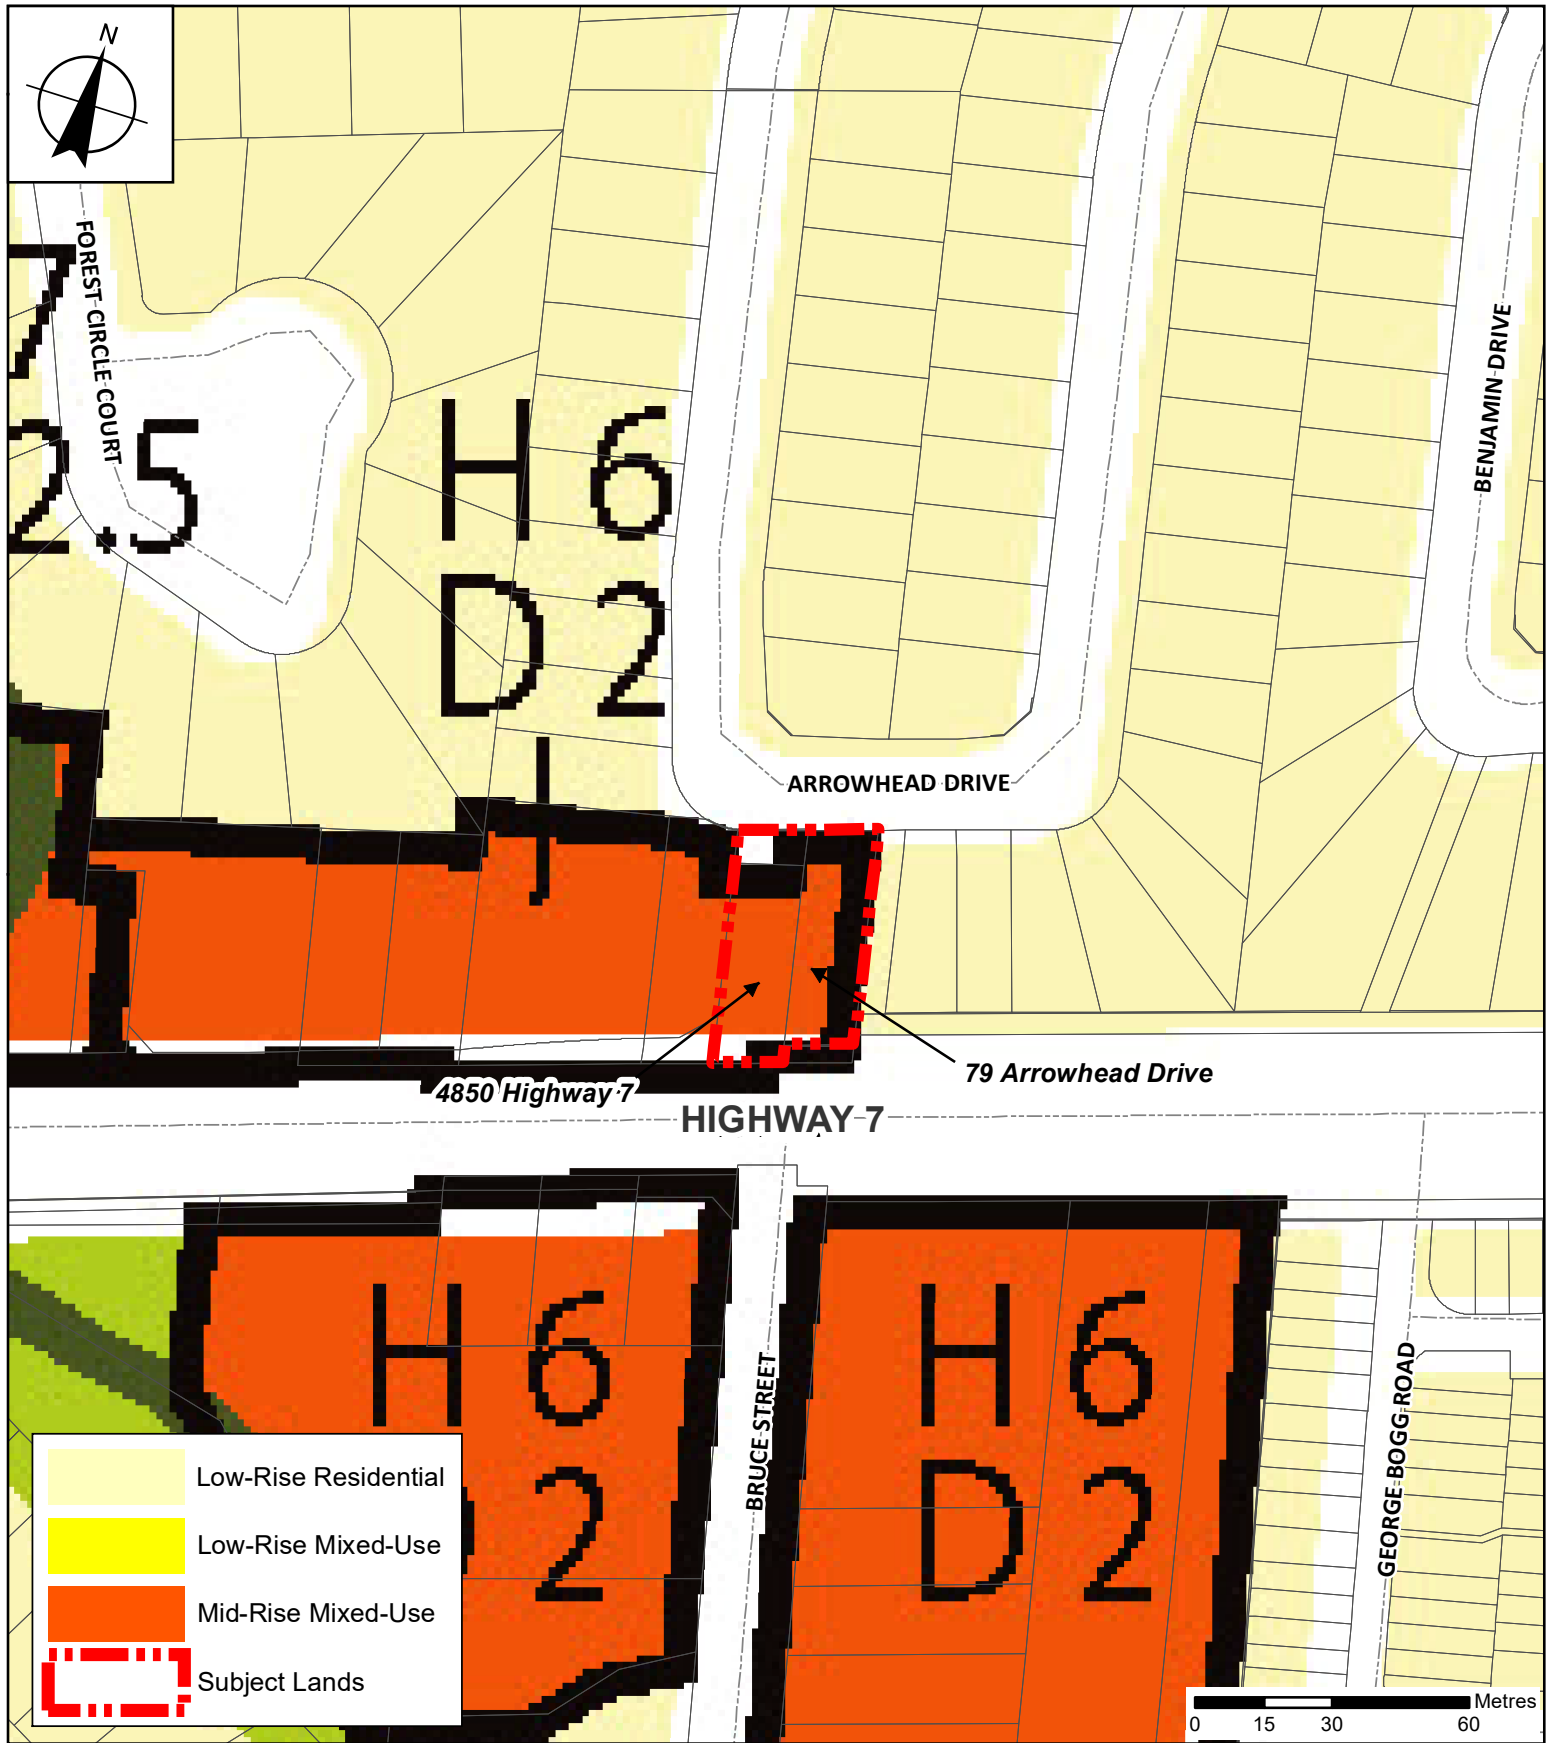 N
FOREST CIRCLE COURT
7
2.5
H 6
D 2
J
BENJAMIN DRIVE
ARROWHEAD DRIVE
4850 Highway 7
79 Arrowhead Drive
HIGHWAY 7
H 6
2
BRUCE STREET
H 6
D 2
GEORGE BOGG ROAD
Low-Rise Residential
Low-Rise Mixed-Use
Mid-Rise Mixed-Use
Subject Lands
Metres
0 15 30 60